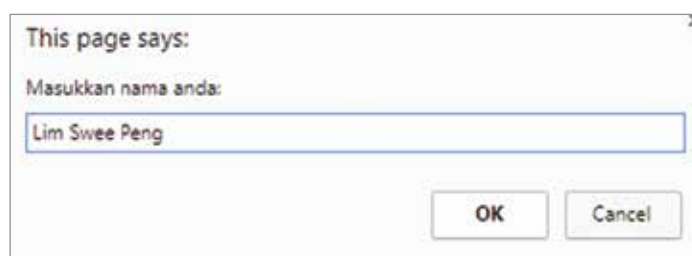 This page says:
Masukkan nama anda:
Lim Swee Peng
OK Cancel